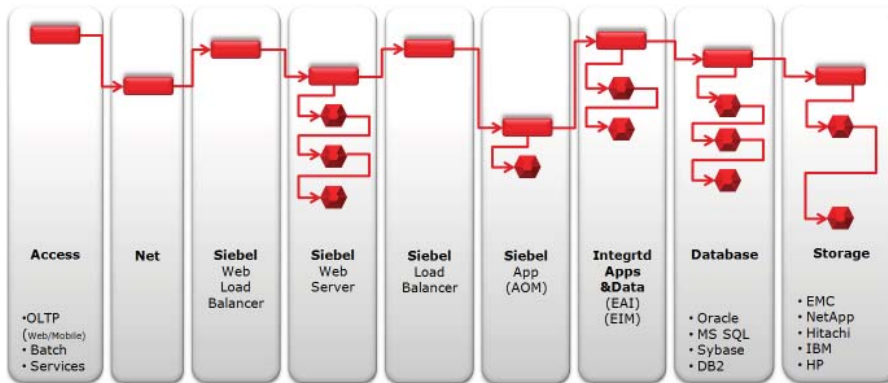 Access
•OLTP
(Web/Mobile)
• Batch
• Services
Net
Siebel
Web
Load
Balancer
Siebel
Web
Server
Siebel
Load
Balancer
Siebel
App
(AOM)
Integrtd
Apps
&Data
(EAI)
(EIM)
Database
• Oracle
• MS SQL
• Sybase
• DB2
Storage
• EMC
• NetApp
• Hitachi
• IBM
• HP